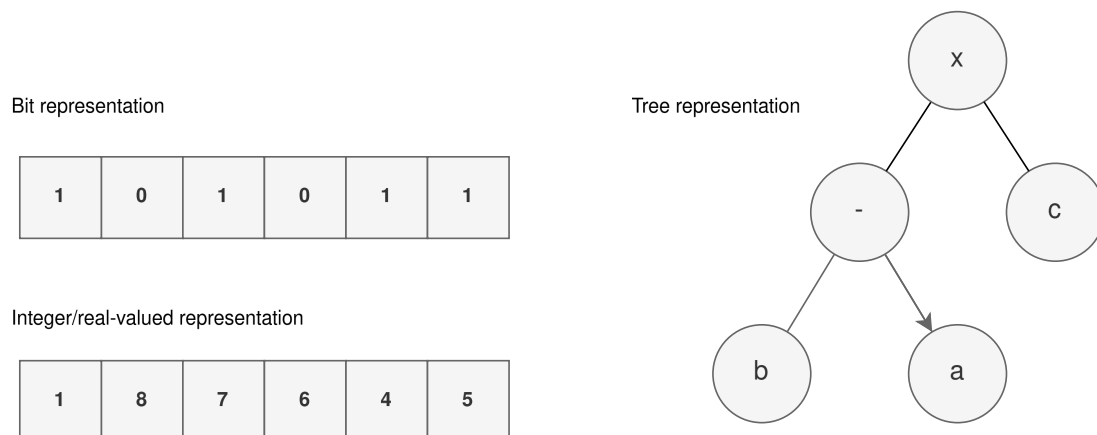 Bit representation
1 0 1 0 1 1
Integer/real-valued representation
1 8 7 6 4 5
Tree representation
x
- c
b a